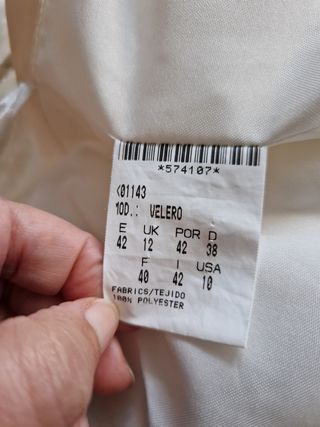 *574107*
<01143
MOD.: VELERO
E UK POR D
42 12 42 38
F I USA
40 42 10
FABRICS/TEJIDO
100% POLYESTER